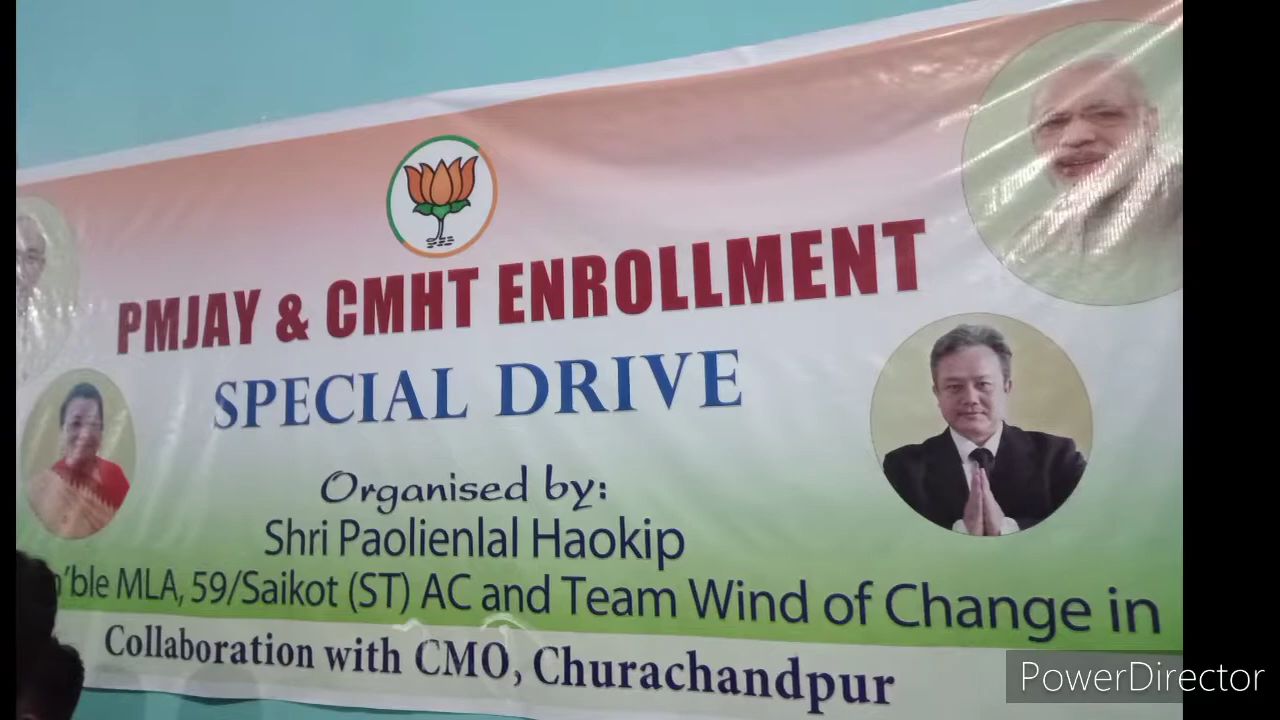 PMJAY & CMHT ENROLLMENT
SPECIAL DRIVE
Organised by:
Shri Paolienlal Haokip
n'ble MLA, 59/Saikot (ST) AC and Team Wind of Change in
Collaboration with CMO, Churachandpur
PowerDirector